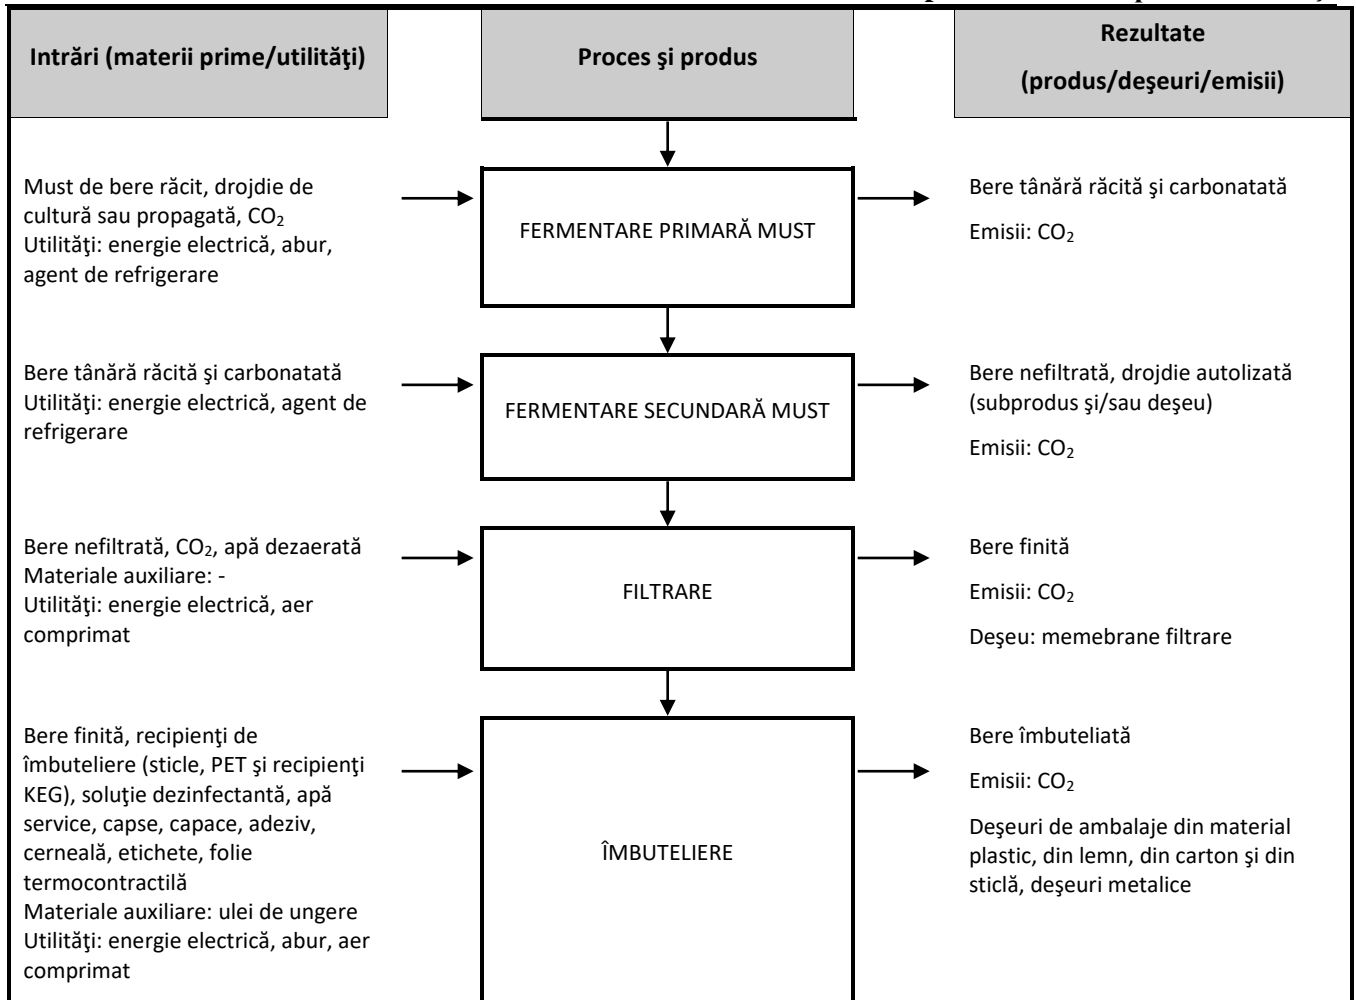 Intrări (materii prime/utilităţi)
Proces şi produs
Rezultate
(produs/deşeuri/emisii)
Must de bere răcit, drojdie de
cultură sau propagată, CO₂
Utilităţi: energie electrică, abur,
agent de refrigerare
FERMENTARE PRIMARĂ MUST
Bere tânără răcită şi carbonatată
Emisii: CO₂
Bere tânără răcită şi carbonatată
Utilităţi: energie electrică, agent de
refrigerare
FERMENTARE SECUNDARĂ MUST
Bere nefiltrată, drojdie autolizată
(subprodus şi/sau deşeu)
Emisii: CO₂
Bere nefiltrată, CO₂, apă dezaerată
Materiale auxiliare: -
Utilităţi: energie electrică, aer
comprimat
FILTRARE
Bere finită
Emisii: CO₂
Deşeu: memebrane filtrare
Bere finită, recipienţi de
îmbuteliere (sticle, PET şi recipienţi
KEG), soluţie dezinfectantă, apă
service, capse, capace, adeziv,
cerneală, etichete, folie
termocontractilă
Materiale auxiliare: ulei de ungere
Utilităţi: energie electrică, abur, aer
comprimat
ÎMBUTELIERE
Bere îmbuteliată
Emisii: CO₂
Deşeuri de ambalaje din material
plastic, din lemn, din carton şi din
sticlă, deşeuri metalice